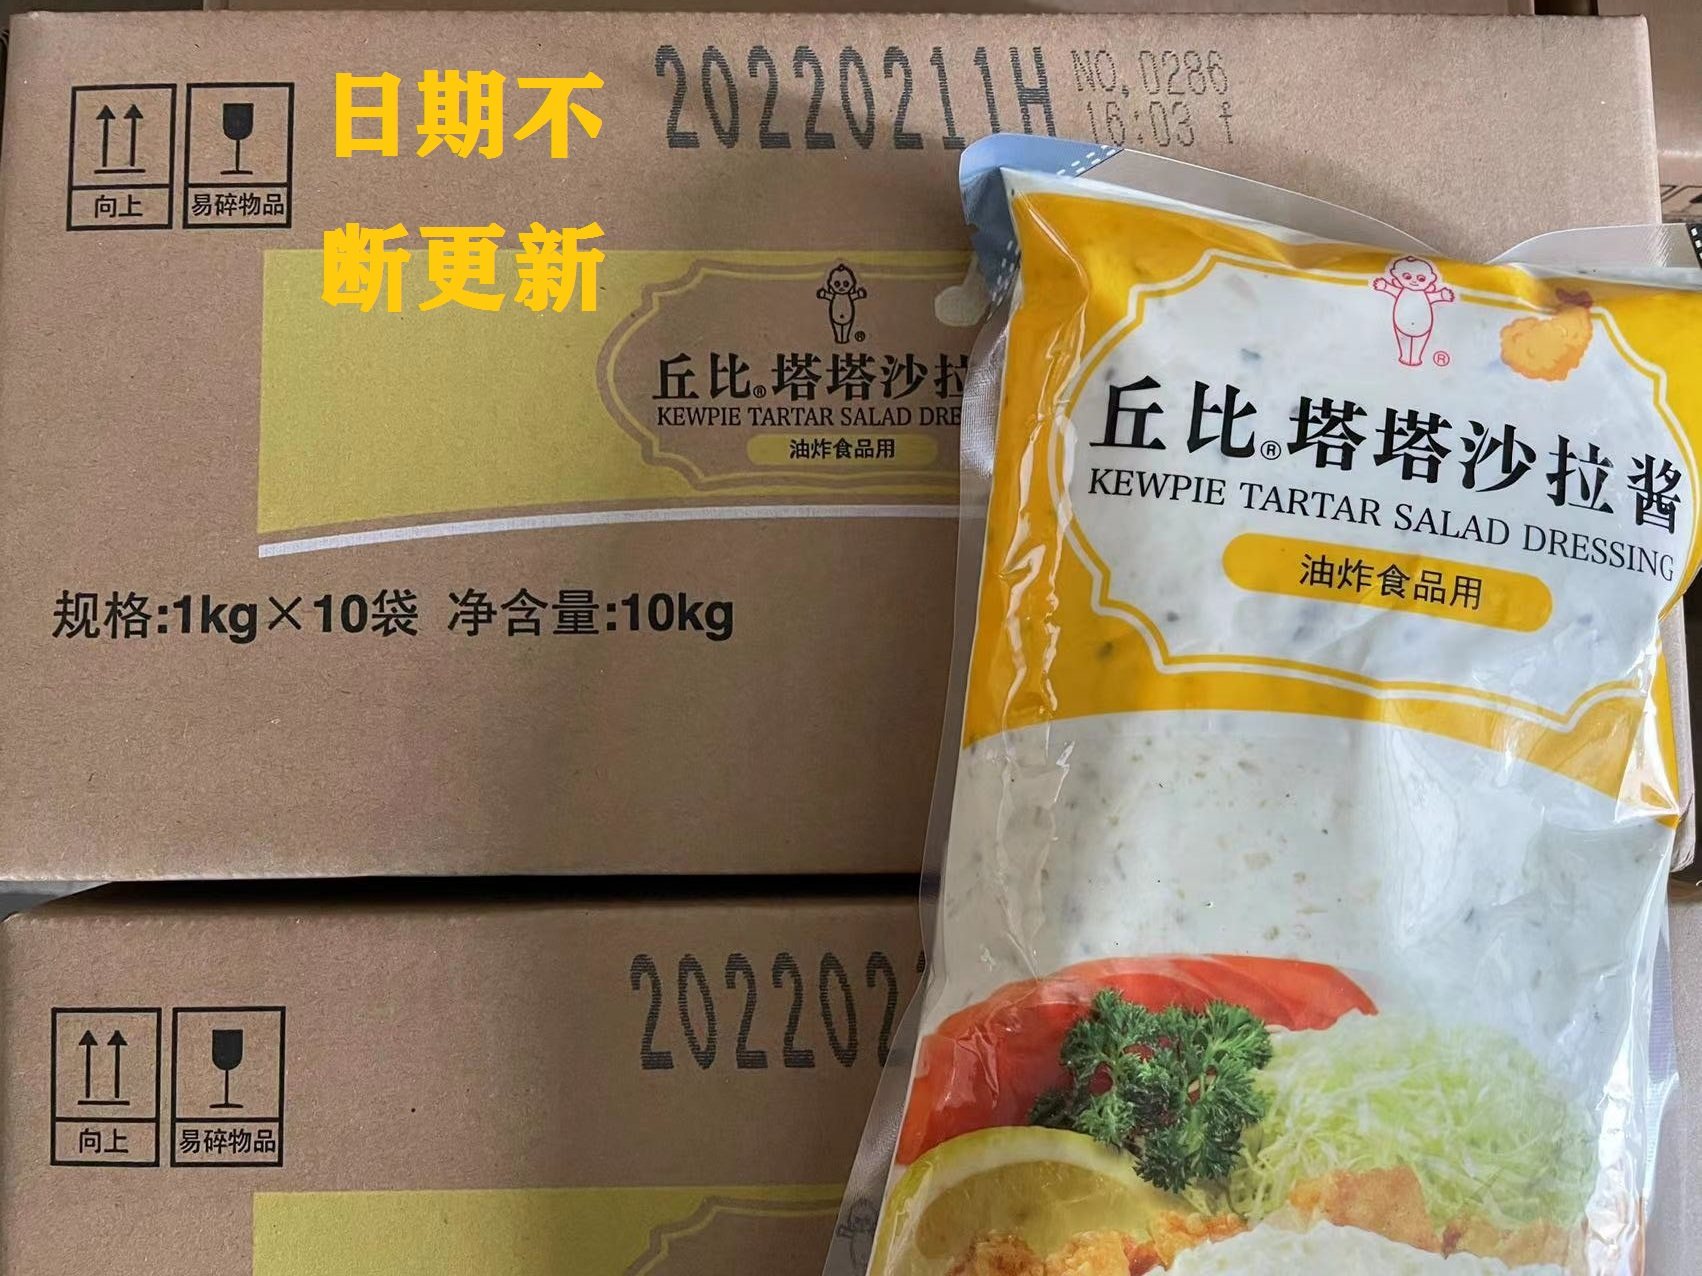 日期不
断更新
20220211H
NO.0286
16:03 f
向上
易碎物品
丘比®塔塔沙拉
KEWPIE TARTAR SALAD DRE
油炸食品用
规格:1kg×10袋 净含量:10kg
丘比®塔塔沙拉酱
KEWPIE TARTAR SALAD DRESSING
油炸食品用
202202
向上
易碎物品